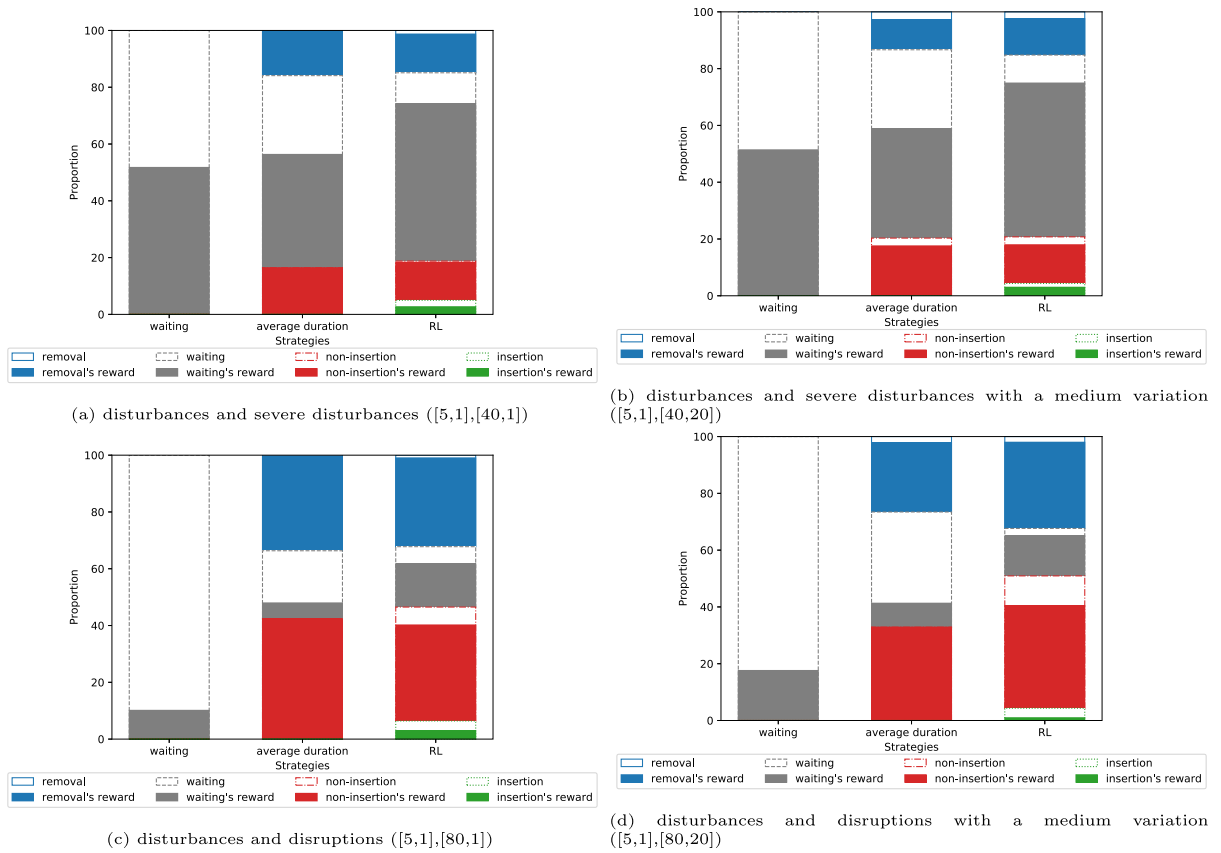 100
80
60
40
20
0
Proportion
waiting
average duration
RL
Strategies
removal
waiting
non-insertion
insertion
removal's reward
waiting's reward
non-insertion's reward
insertion's reward
(a) disturbances and severe disturbances ([5,1],[40,1])
100
80
60
40
20
0
Proportion
waiting
average duration
RL
Strategies
removal
waiting
non-insertion
insertion
removal's reward
waiting's reward
non-insertion's reward
insertion's reward
(b) disturbances and severe disturbances with a medium variation
([5,1],[40,20])
100
80
60
40
20
0
Proportion
waiting
average duration
RL
Strategies
removal
waiting
non-insertion
insertion
removal's reward
waiting's reward
non-insertion's reward
insertion's reward
(c) disturbances and disruptions ([5,1],[80,1])
100
80
60
40
20
0
Proportion
waiting
average duration
RL
Strategies
removal
waiting
non-insertion
insertion
removal's reward
waiting's reward
non-insertion's reward
insertion's reward
(d) disturbances and disruptions with a medium variation
([5,1],[80,20])